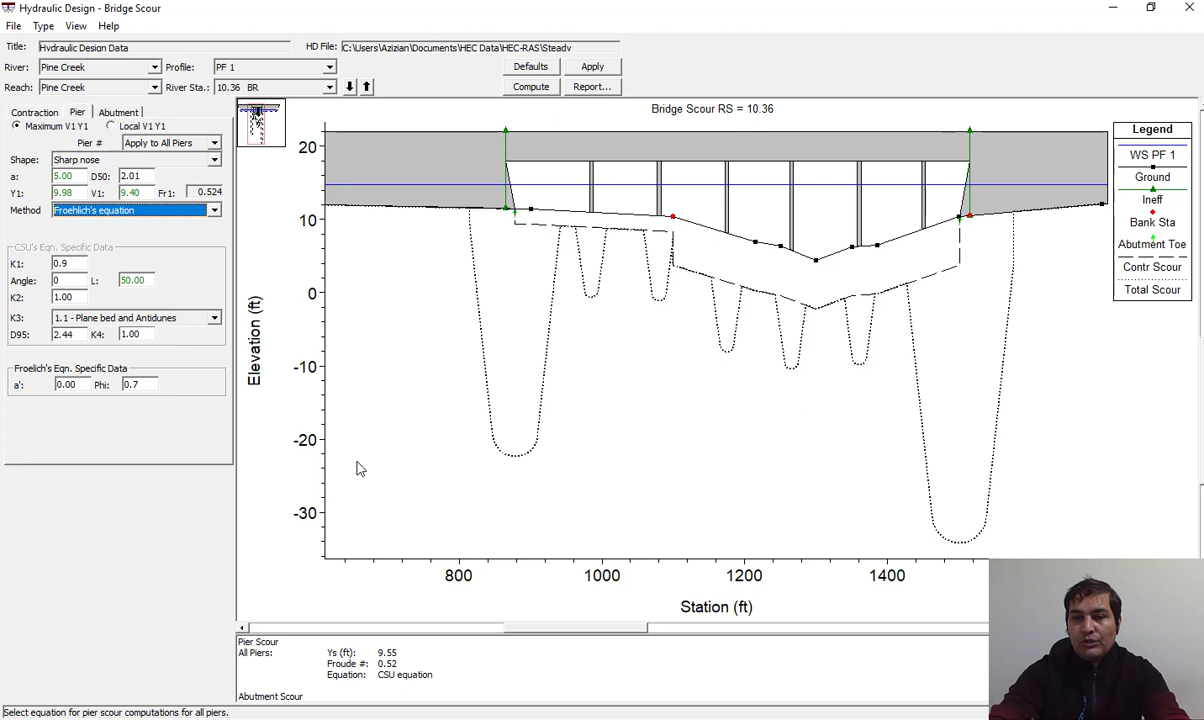 Hydraulic Design - Bridge Scour
File Type View Help
Title: Hydraulic Design Data HD File: C:\Users\Azizian\Documents\HEC Data\HEC-RAS\Steadv
River: Pine Creek Profile: PF 1 Defaults Apply
Reach: Pine Creek River Sta.: 10.36 BR Compute Report...
Contraction Pier Abutment
Maximum V1 Y1 Local V1 Y1
Pier # Apply to All Piers
Shape: Sharp nose
a: 5.00 D50: 2.01
Y1: 9.98 V1: 9.40 Fr1: 0.524
Method Froehlich's equation
CSU's Eqn. Specific Data
K1: 0.9
Angle: 0 L: 50.00
K2: 1.00
K3: 1.1 - Plane bed and Antidunes
D95: 2.44 K4: 1.00
Froelich's Eqn. Specific Data
a': 0.00 Phi: 0.7
Bridge Scour RS = 10.36
20
10
0
-10
-20
-30
Elevation (ft)
800 1000 1200 1400
Station (ft)
Legend
WS PF 1
Ground
Ineff
Bank Sta
Abutment Toe
Contr Scour
Total Scour
Pier Scour
All Piers: Ys (ft): 9.55
Froude #: 0.52
Equation: CSU equation
Abutment Scour
Select equation for pier scour computations for all piers.